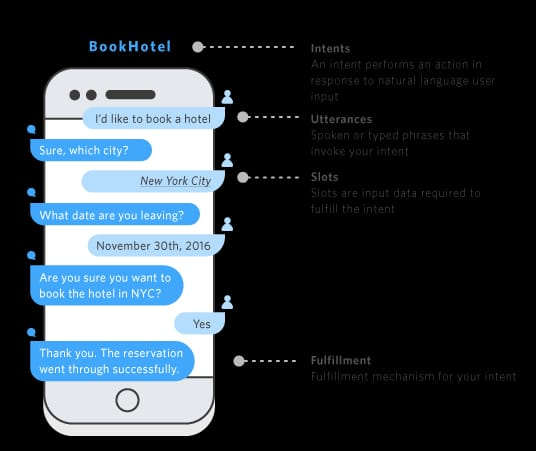 BookHotel
Intents
An intent performs an action in
response to natural language user
input
I'd like to book a hotel
Utterances
Spoken or typed phrases that
invoke your intent
Sure, which city?
New York City
Slots
Slots are input data required to
fulfill the intent
What date are you leaving?
November 30th, 2016
Are you sure you want to
book the hotel in NYC?
Yes
Thank you. The reservation
went through successfully.
Fulfillment
Fulfillment mechanism for your intent